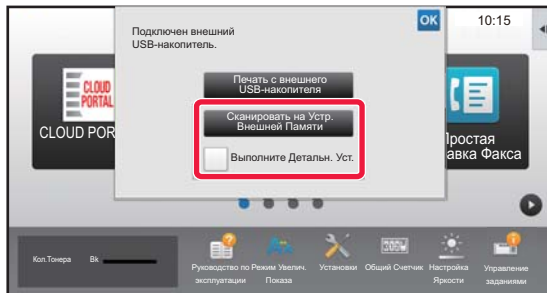 Подключен внешний
USB-накопитель.
OK
10:15
Печать с внешнего
USB-накопителя
Сканировать на Устр.
Внешней Памяти
Выполните Детальн. Уст.
CLOUD
PORTAL
CLOUD POR
Простая
авка Факса
Кол.Тонера
Bk
Руководство по
эксплуатации
Режим Увелич.
Показа
Установки
Общий Счетчик
Настройка
Яркости
Управление
заданиями